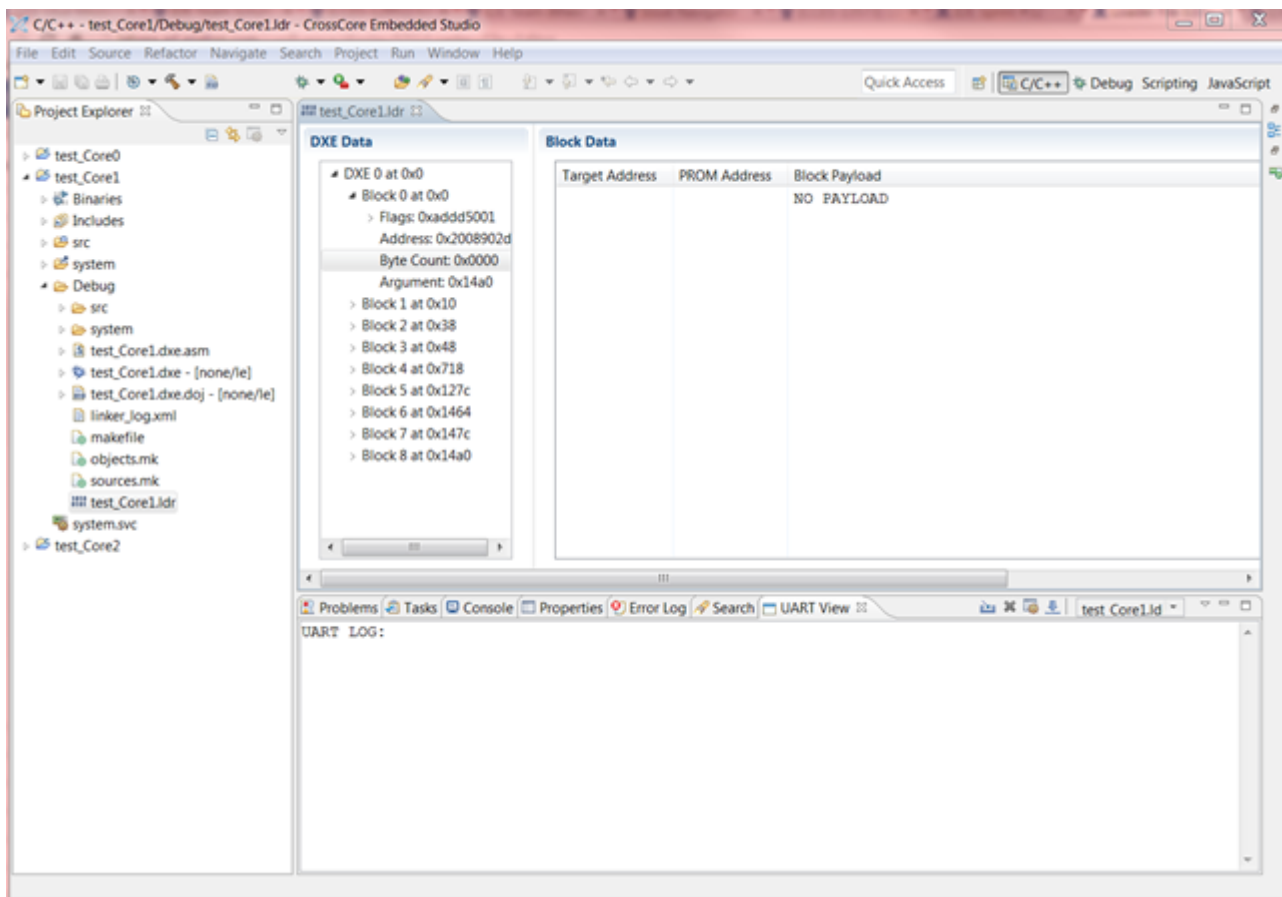 C/C++ - test_Core1/Debug/test_Core1.ldr - CrossCore Embedded Studio
File Edit Source Refactor Navigate Search Project Run Window Help
Quick Access C/C++ Debug Scripting JavaScript
Project Explorer
test_Core0
test_Core1
Binaries
Includes
src
system
Debug
src
system
test_Core1.dxe.asm
test_Core1.dxe - [none/le]
test_Core1.dxe.doj - [none/le]
linker_log.xml
makefile
objects.mk
sources.mk
test_Core1.ldr
system.svc
test_Core2
test_Core1.ldr
DXE Data
DXE 0 at 0x0
Block 0 at 0x0
Flags: 0xaddd5001
Address: 0x2008902d
Byte Count: 0x0000
Argument: 0x14a0
Block 1 at 0x10
Block 2 at 0x38
Block 3 at 0x48
Block 4 at 0x718
Block 5 at 0x127c
Block 6 at 0x1464
Block 7 at 0x147c
Block 8 at 0x14a0
Block Data
Target Address PROM Address Block Payload
NO PAYLOAD
Problems Tasks Console Properties Error Log Search UART View
test_Core1.ld
UART LOG: